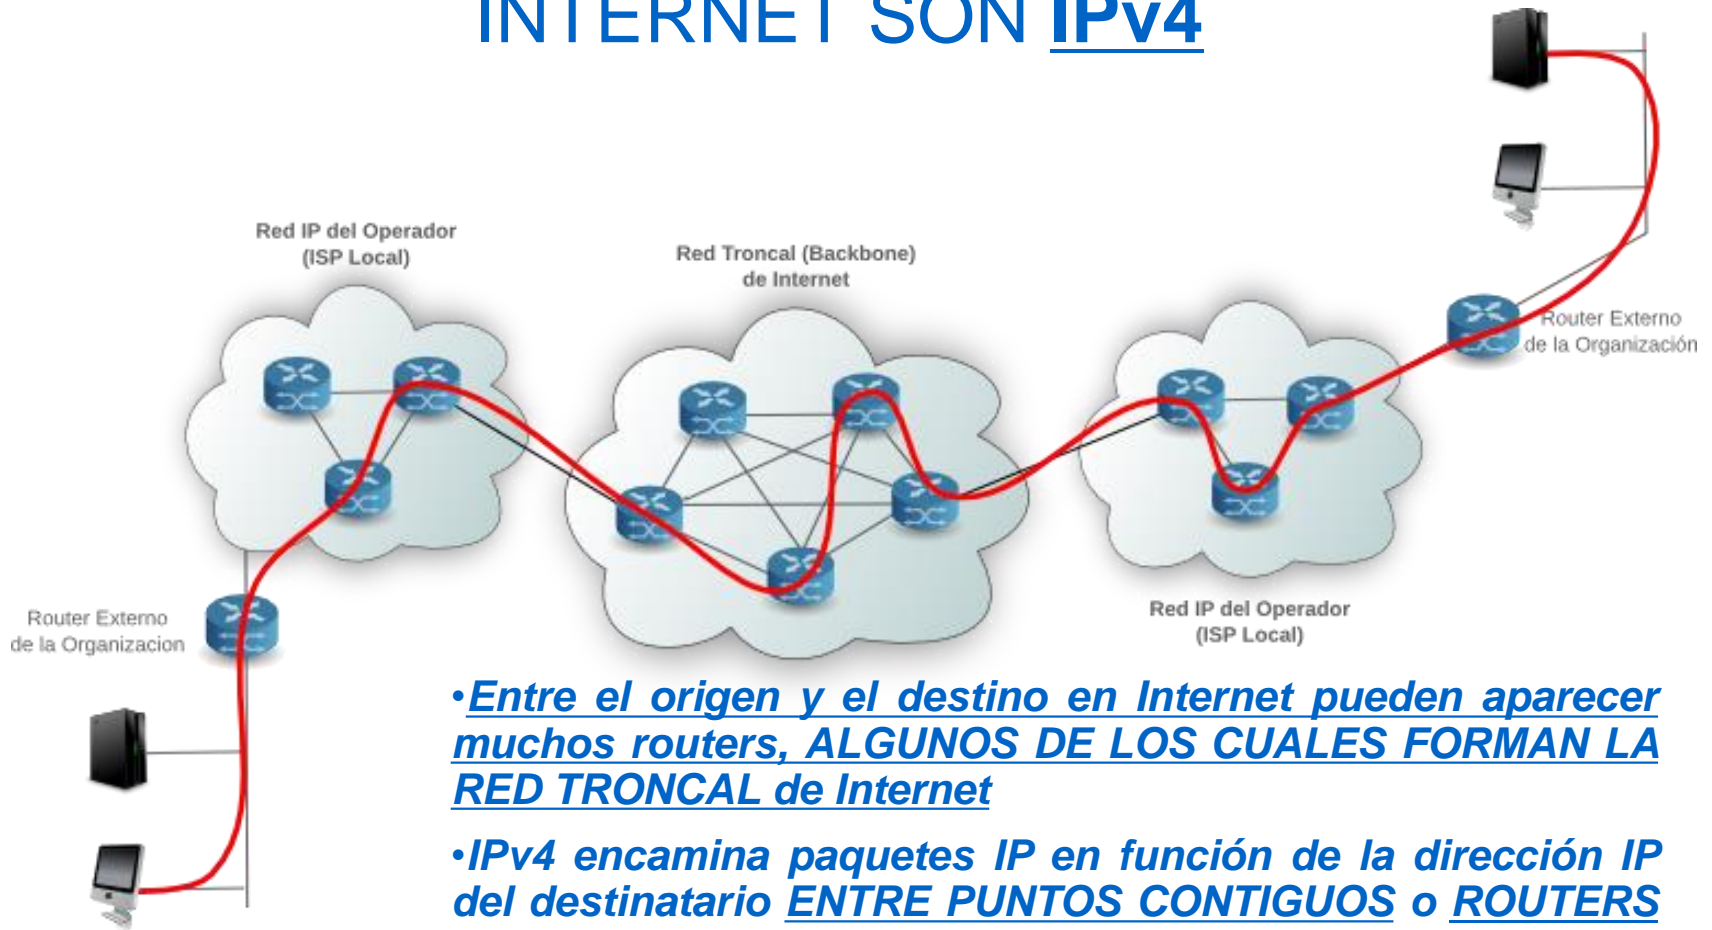 INTERNET SON IPv4
Red IP del Operador
(ISP Local)
Red Troncal (Backbone)
de Internet
Router Externo
de la Organización
Router Externo
de la Organizacion
Red IP del Operador
(ISP Local)
•Entre el origen y el destino en Internet pueden aparecer
muchos routers, ALGUNOS DE LOS CUALES FORMAN LA
RED TRONCAL de Internet
•IPv4 encamina paquetes IP en función de la dirección IP
del destinatario ENTRE PUNTOS CONTIGUOS o ROUTERS